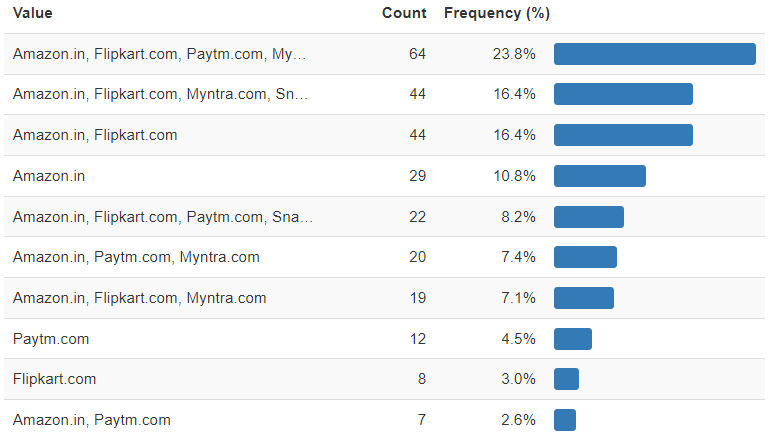 Value Count Frequency (%)
Amazon.in, Flipkart.com, Paytm.com, My… 64 23.8%
Amazon.in, Flipkart.com, Myntra.com, Sn… 44 16.4%
Amazon.in, Flipkart.com 44 16.4%
Amazon.in 29 10.8%
Amazon.in, Flipkart.com, Paytm.com, Sna… 22 8.2%
Amazon.in, Paytm.com, Myntra.com 20 7.4%
Amazon.in, Flipkart.com, Myntra.com 19 7.1%
Paytm.com 12 4.5%
Flipkart.com 8 3.0%
Amazon.in, Paytm.com 7 2.6%